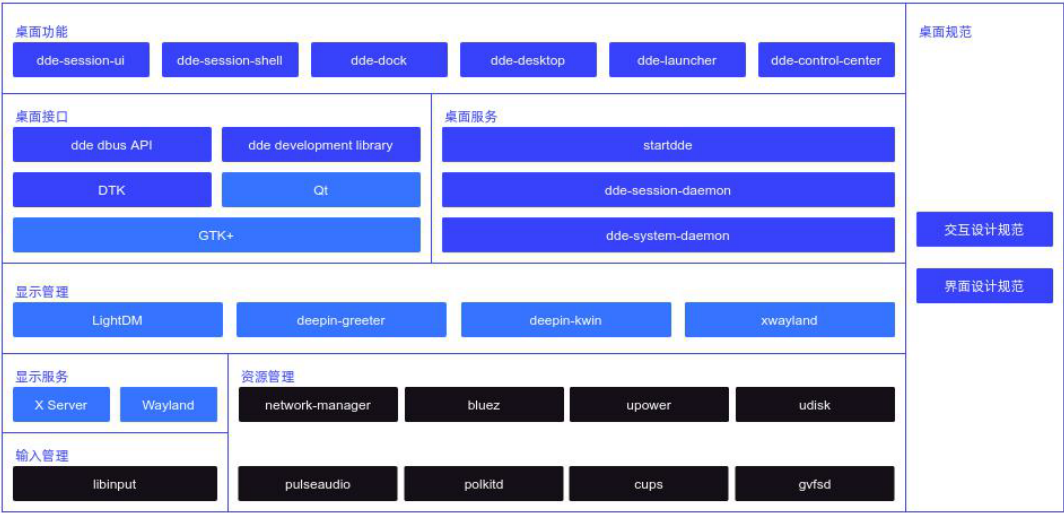 桌面功能
dde-session-ui
dde-session-shell
dde-dock
dde-desktop
dde-launcher
dde-control-center
桌面接口
dde dbus API
dde development library
DTK
Qt
GTK+
桌面服务
startdde
dde-session-daemon
dde-system-daemon
显示管理
LightDM
deepin-greeter
deepin-kwin
xwayland
显示服务
X Server
Wayland
输入管理
libinput
资源管理
network-manager
bluez
upower
udisk
pulseaudio
polkitd
cups
gvfsd
桌面规范
交互设计规范
界面设计规范